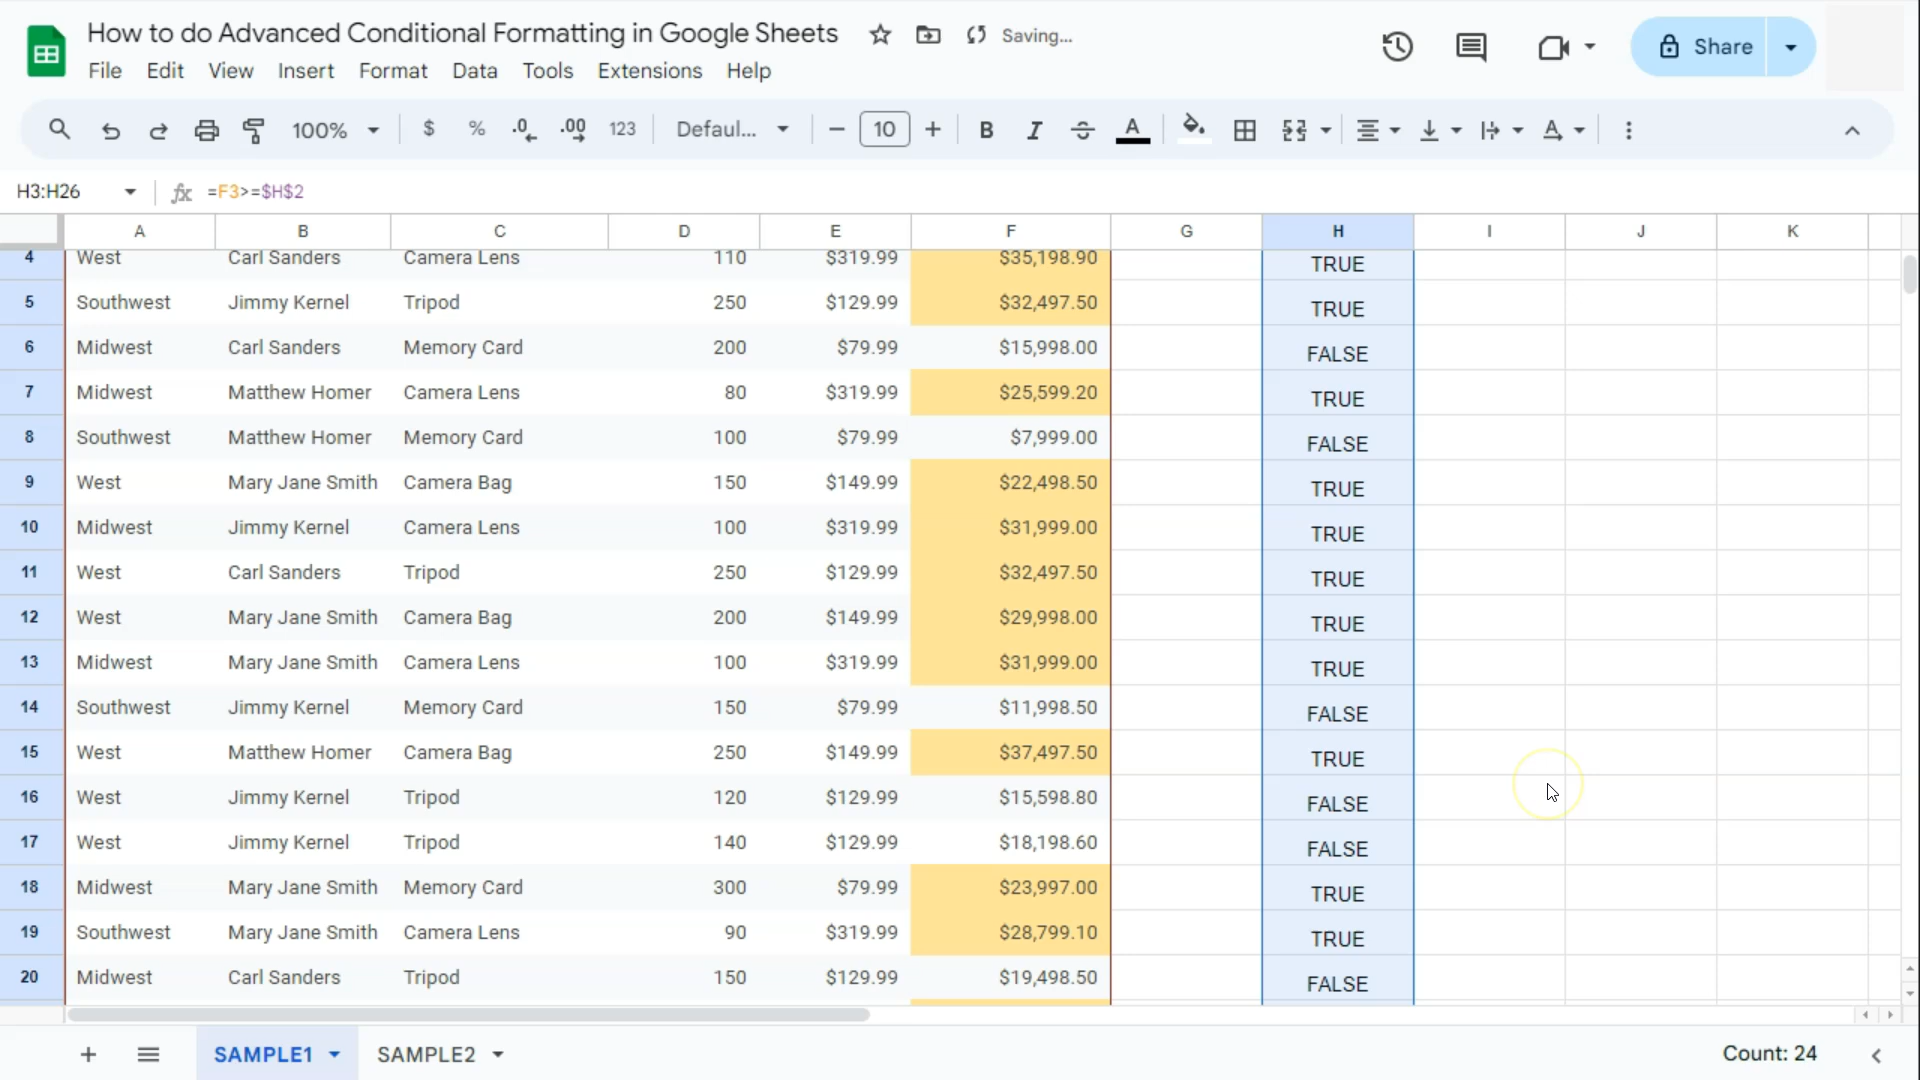 How to do Advanced Conditional Formatting in Google Sheets Saving...
Share
File Edit View Insert Format Data Tools Extensions Help
100% $ % .0 .00 123 Defaul... 10 B I A A
H3:H26 fx =F3>=$H$2
A B C D E F G H I J K
4 West Carl Sanders Camera Lens 110 $319.99 $35,198.90 TRUE
5 Southwest Jimmy Kernel Tripod 250 $129.99 $32,497.50 TRUE
6 Midwest Carl Sanders Memory Card 200 $79.99 $15,998.00 FALSE
7 Midwest Matthew Homer Camera Lens 80 $319.99 $25,599.20 TRUE
8 Southwest Matthew Homer Memory Card 100 $79.99 $7,999.00 FALSE
9 West Mary Jane Smith Camera Bag 150 $149.99 $22,498.50 TRUE
10 Midwest Jimmy Kernel Camera Lens 100 $319.99 $31,999.00 TRUE
11 West Carl Sanders Tripod 250 $129.99 $32,497.50 TRUE
12 West Mary Jane Smith Camera Bag 200 $149.99 $29,998.00 TRUE
13 Midwest Mary Jane Smith Camera Lens 100 $319.99 $31,999.00 TRUE
14 Southwest Jimmy Kernel Memory Card 150 $79.99 $11,998.50 FALSE
15 West Matthew Homer Camera Bag 250 $149.99 $37,497.50 TRUE
16 West Jimmy Kernel Tripod 120 $129.99 $15,598.80 FALSE
17 West Jimmy Kernel Tripod 140 $129.99 $18,198.60 FALSE
18 Midwest Mary Jane Smith Memory Card 300 $79.99 $23,997.00 TRUE
19 Southwest Mary Jane Smith Camera Lens 90 $319.99 $28,799.10 TRUE
20 Midwest Carl Sanders Tripod 150 $129.99 $19,498.50 FALSE
SAMPLE1 SAMPLE2 Count: 24